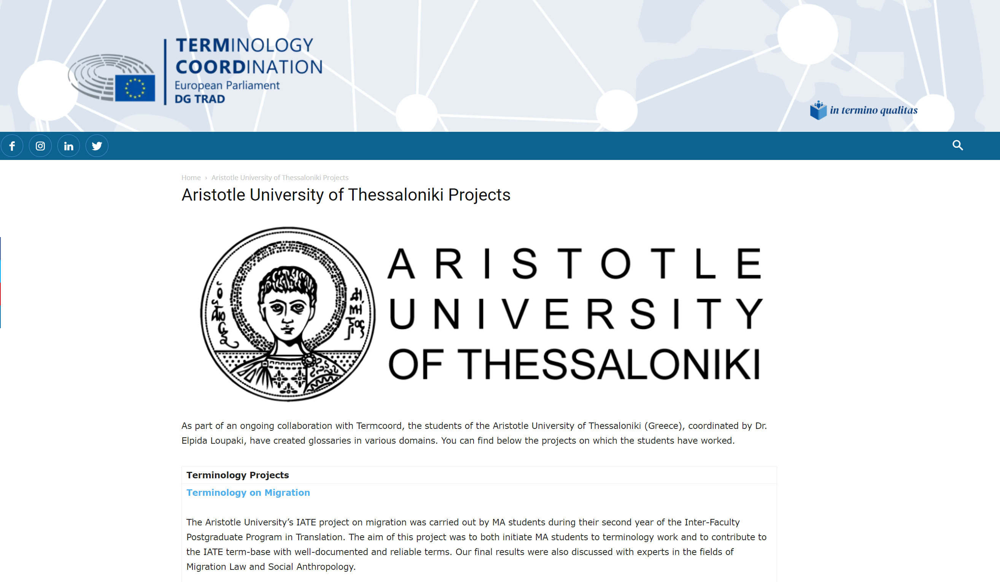 TERMINOLOGY
COORDINATION
European Parliament
DG TRAD
in termino qualitas
Home › Aristotle University of Thessaloniki Projects
Aristotle University of Thessaloniki Projects
ARISTOTLE
UNIVERSITY
OF THESSALONIKI
As part of an ongoing collaboration with Termcoord, the students of the Aristotle University of Thessaloniki (Greece), coordinated by Dr.
Elpida Loupaki, have created glossaries in various domains. You can find below the projects on which the students have worked.
Terminology Projects
Terminology on Migration
The Aristotle University’s IATE project on migration was carried out by MA students during their second year of the Inter-Faculty
Postgraduate Program in Translation. The aim of this project was to both initiate MA students to terminology work and to contribute to
the IATE term-base with well-documented and reliable terms. Our final results were also discussed with experts in the fields of
Migration Law and Social Anthropology.